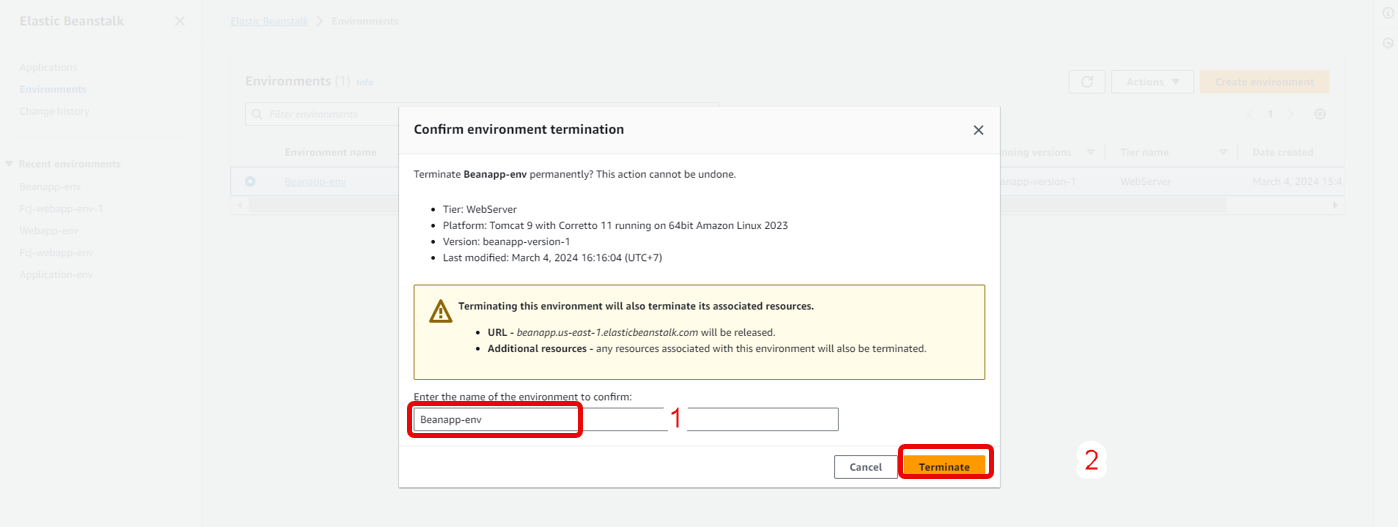 Elastic Beanstalk
Elastic Beanstalk > Environments
Applications
Environments
Change history
Recent environments
Beanapp-env
Fcj-webapp-env-1
Webapp-env
Fcj-webapp-env
Application-env
Environments (1) Info
Actions
Create environment
Filter environments
1
Environment name
nning versions
Tier name
Date created
Beanapp-env
anapp-version-1
WebServer
March 4, 2024 15:4
Confirm environment termination
Terminate Beanapp-env permanently? This action cannot be undone.
• Tier: WebServer
• Platform: Tomcat 9 with Corretto 11 running on 64bit Amazon Linux 2023
• Version: beanapp-version-1
• Last modified: March 4, 2024 16:16:04 (UTC+7)
Terminating this environment will also terminate its associated resources.
• URL - beanapp.us-east-1.elasticbeanstalk.com will be released.
• Additional resources - any resources associated with this environment will also be terminated.
Enter the name of the environment to confirm:
Beanapp-env
1
Cancel
Terminate
2